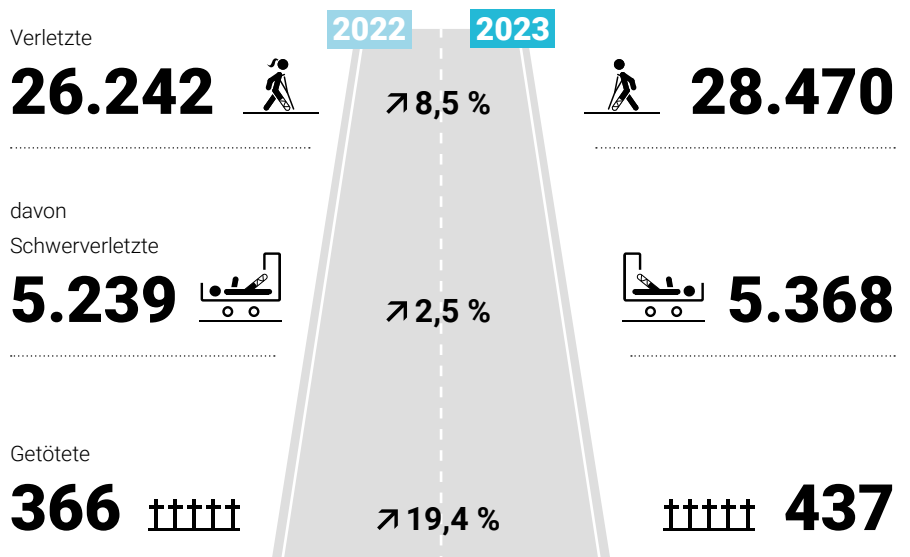 2022 2023
Verletzte
26.242 ↗ 8,5 % 28.470
davon
Schwerverletzte
5.239 ↗ 2,5 % 5.368
Getötete
366 ↗ 19,4 % 437